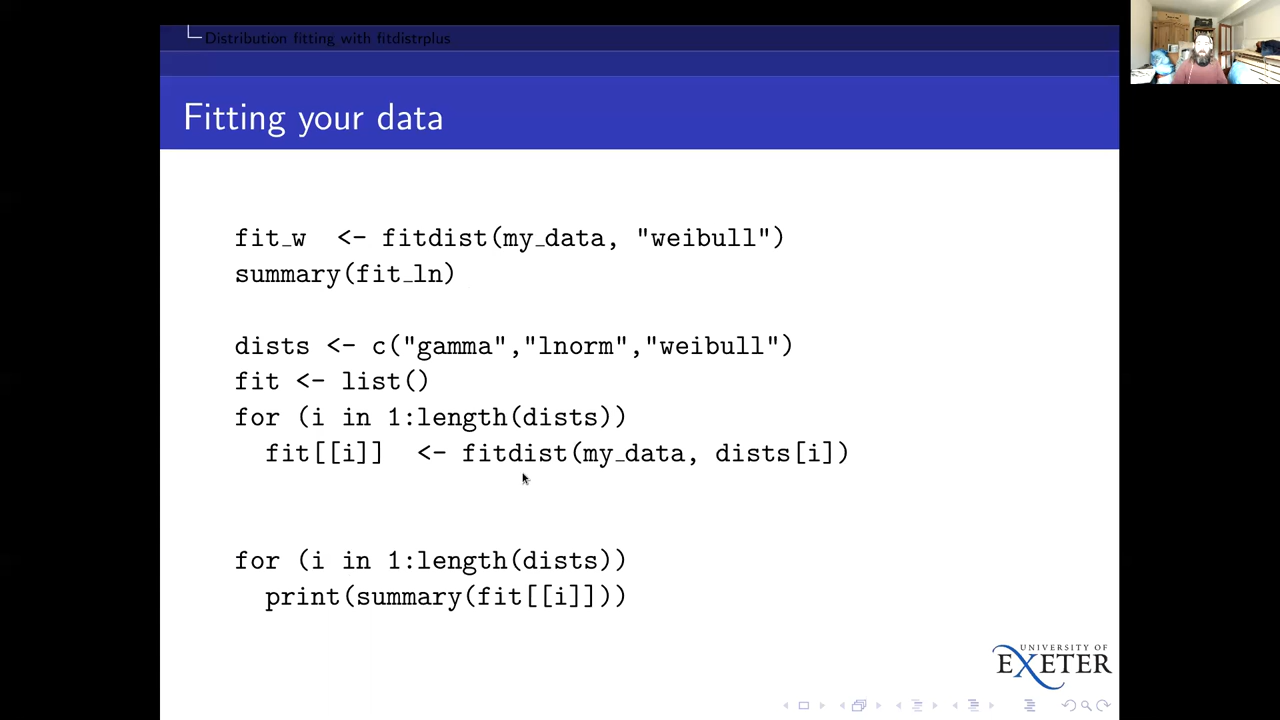 Distribution fitting with fitdistrplus
Fitting your data
fit_w <- fitdist(my_data, "weibull")
summary(fit_ln)
dists <- c("gamma","lnorm","weibull")
fit <- list()
for (i in 1:length(dists))
fit[[i]] <- fitdist(my_data, dists[i])
for (i in 1:length(dists))
print(summary(fit[[i]]))
UNIVERSITY OF
EXETER